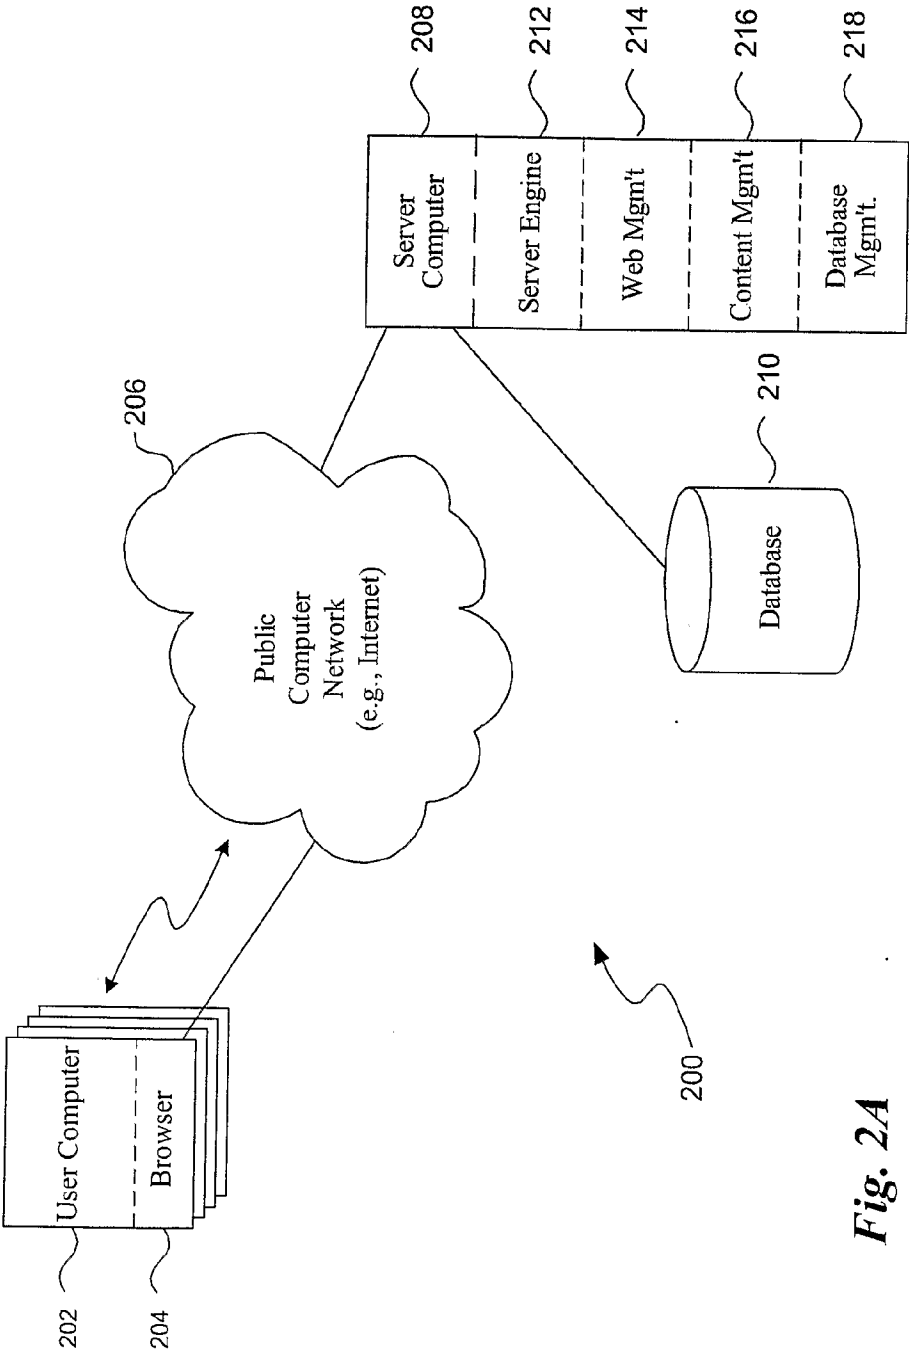 202
User Computer
204
Browser
206
Public
Computer
Network
(e.g., Internet)
Server
Computer
208
Server Engine
212
Web Mgm't
214
Content Mgm't
216
Database
Mgm't.
218
Database
210
200
Fig. 2A